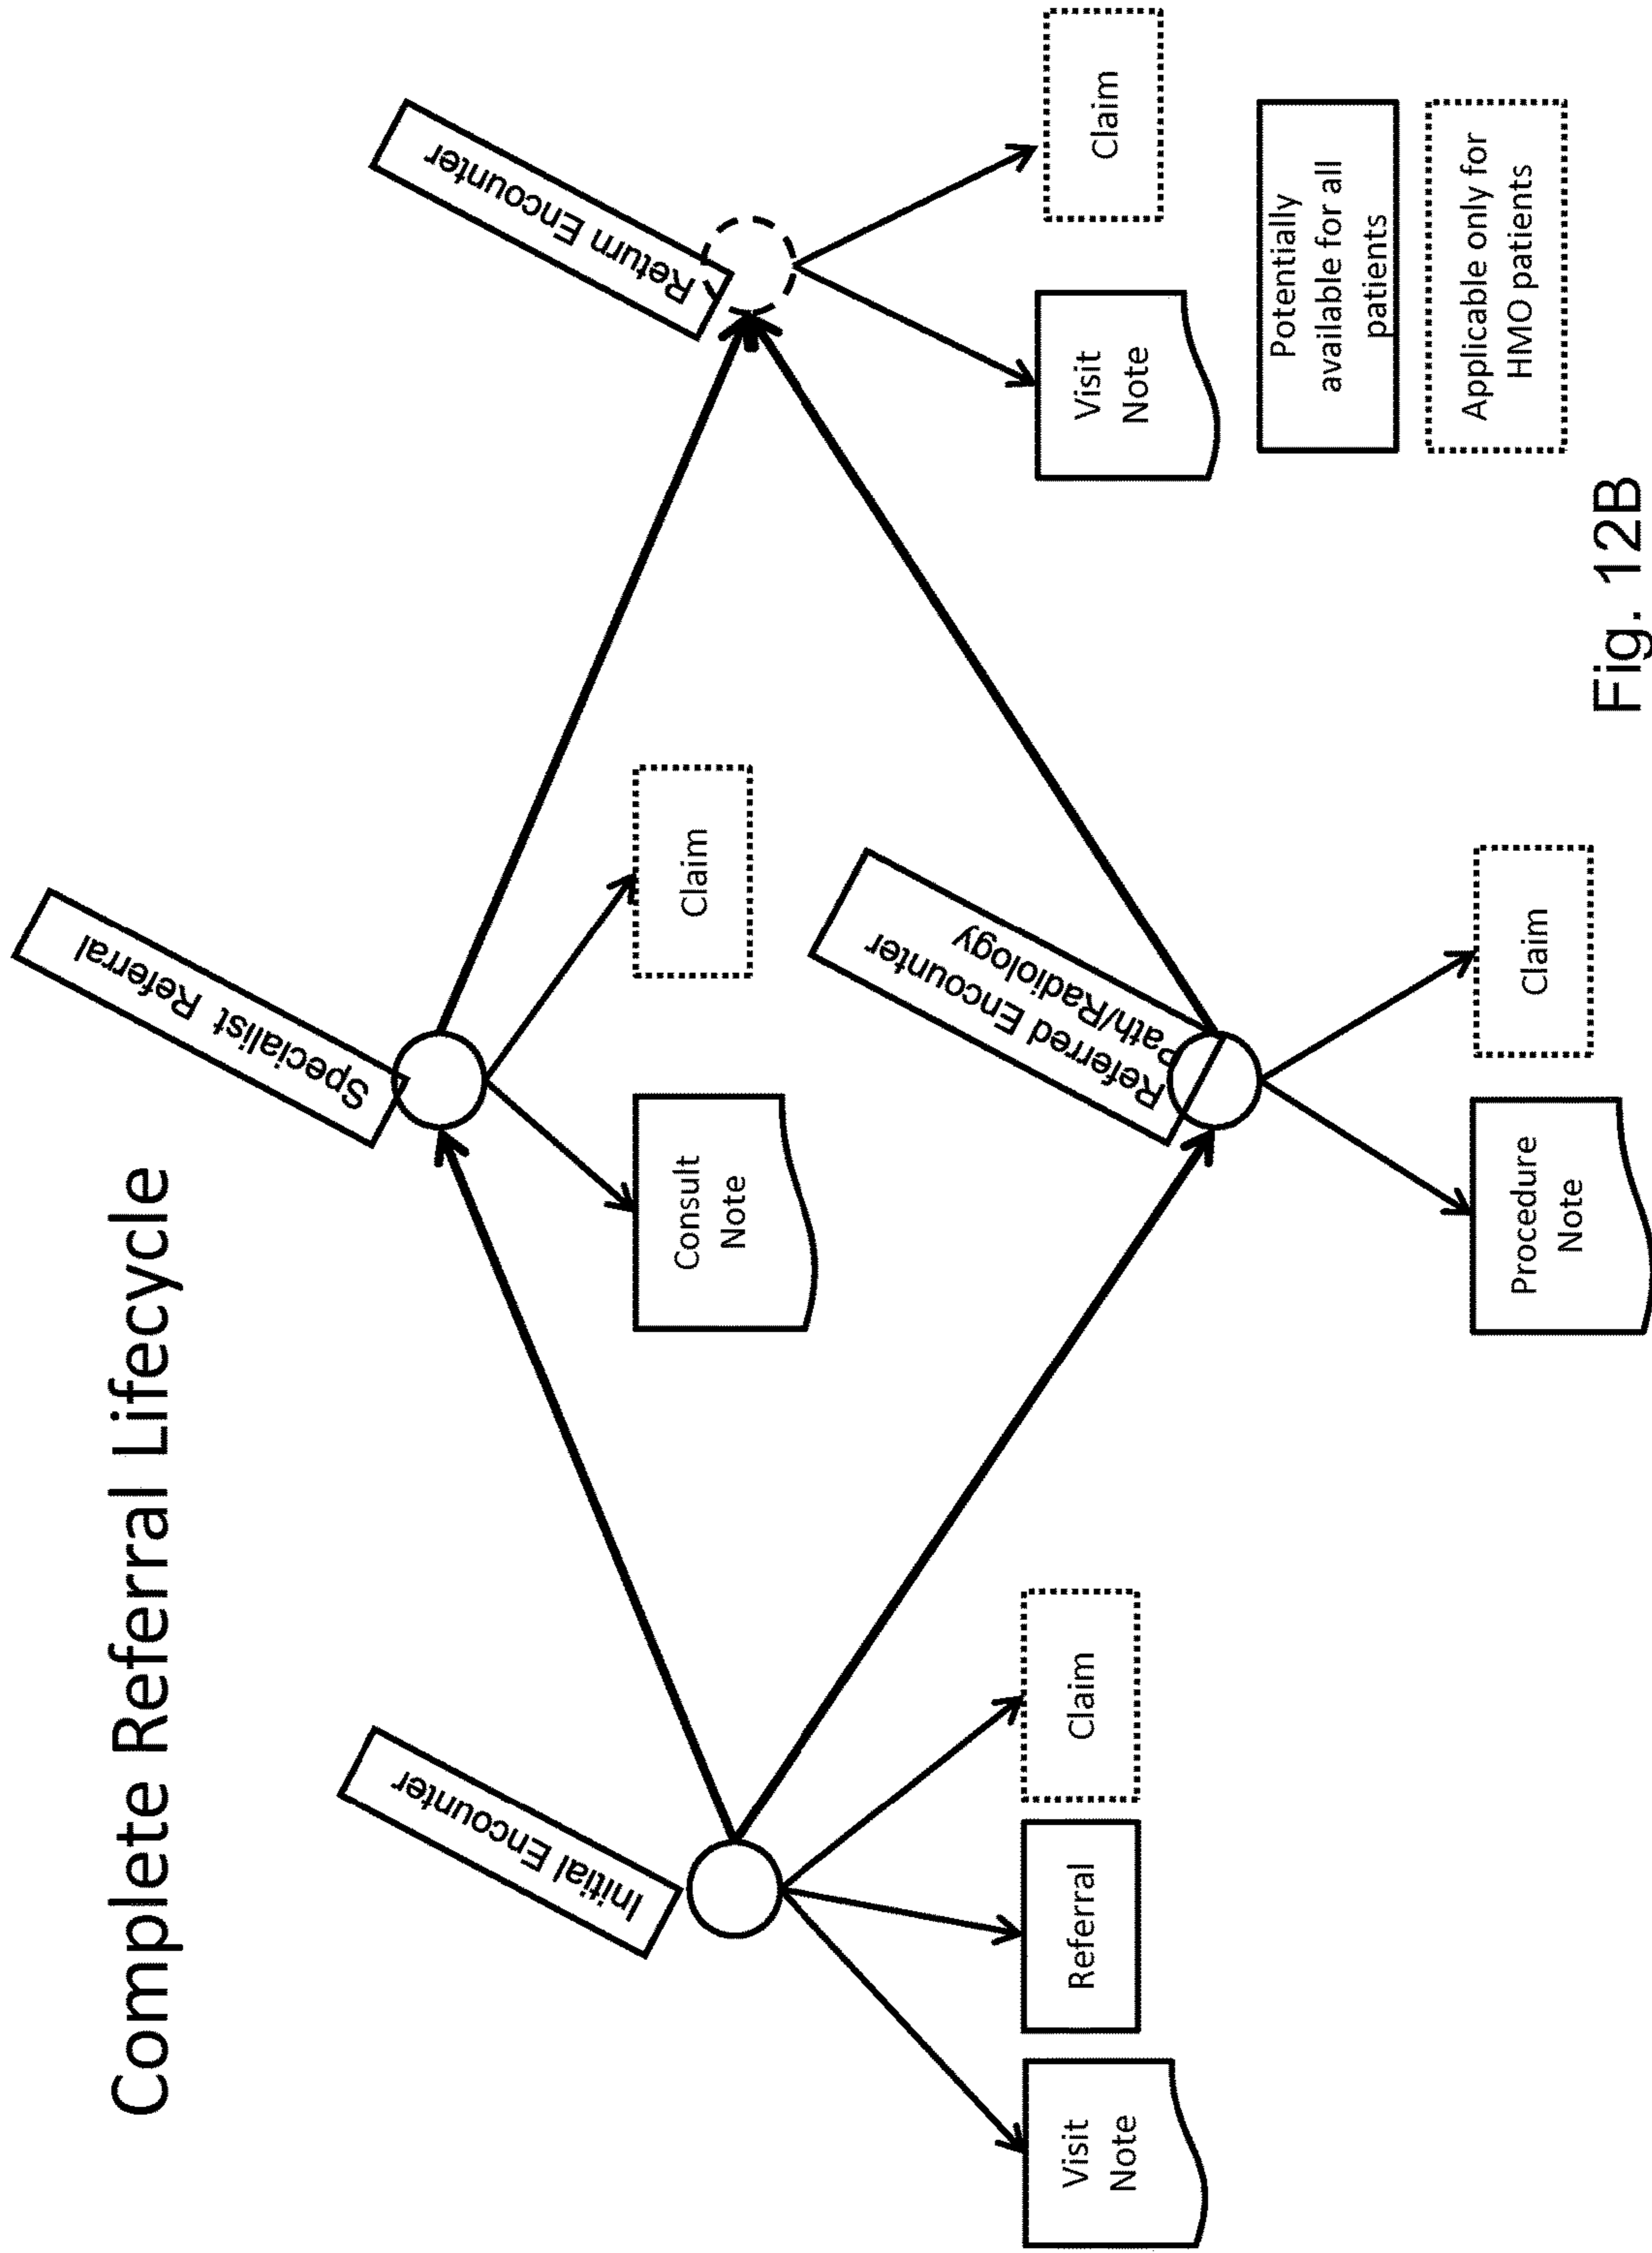 Complete Referral Lifecycle
Specialist Referral
Initial Encounter
Return Encounter
Consult
Note
Claim
Referred Encounter
Path/Radiology
Visit
Note
Referral
Claim
Visit
Note
Claim
Procedure
Note
Claim
Potentially
available for all
patients
Applicable only for
HMO patients
Fig. 12B